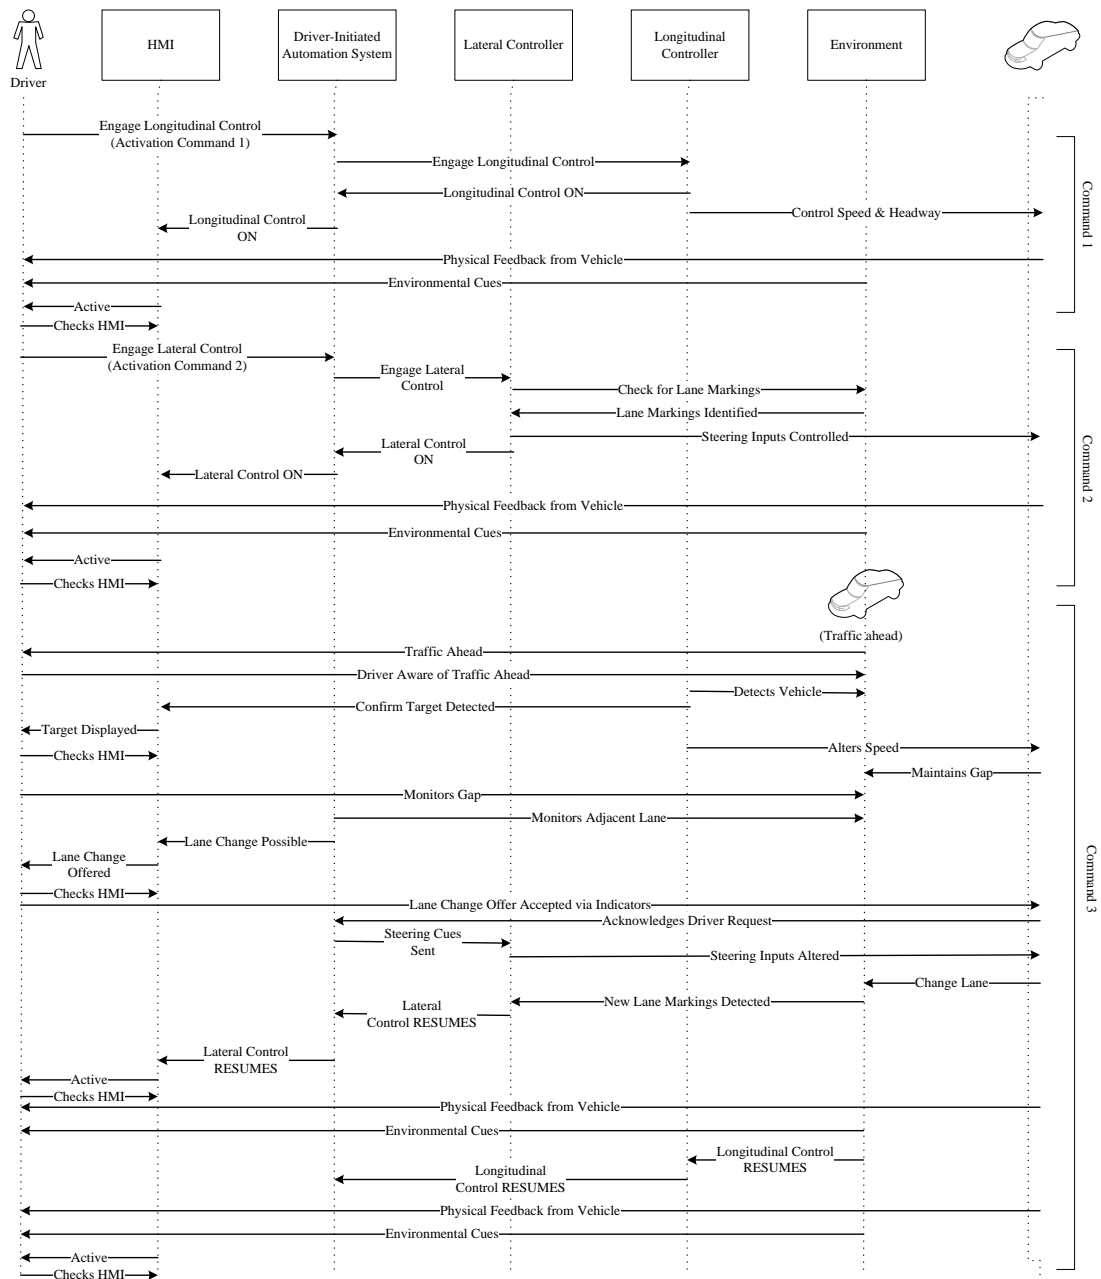 Driver
HMI
Driver-Initiated
Automation System
Lateral Controller
Longitudinal
Controller
Environment
Engage Longitudinal Control
(Activation Command 1)
Engage Longitudinal Control
Longitudinal Control ON
Control Speed & Headway
Longitudinal Control
ON
Physical Feedback from Vehicle
Environmental Cues
Active
Checks HMI
Command 1
Engage Lateral Control
(Activation Command 2)
Engage Lateral
Control
Check for Lane Markings
Lane Markings Identified
Steering Inputs Controlled
Lateral Control
ON
Lateral Control ON
Physical Feedback from Vehicle
Environmental Cues
Active
Checks HMI
Command 2
(Traffic ahead)
Traffic Ahead
Driver Aware of Traffic Ahead
Detects Vehicle
Confirm Target Detected
Target Displayed
Checks HMI
Alters Speed
Maintains Gap
Monitors Gap
Monitors Adjacent Lane
Lane Change Possible
Lane Change
Offered
Checks HMI
Lane Change Offer Accepted via Indicators
Acknowledges Driver Request
Steering Cues
Sent
Steering Inputs Altered
Change Lane
New Lane Markings Detected
Lateral
Control RESUMES
Lateral Control
RESUMES
Active
Checks HMI
Physical Feedback from Vehicle
Environmental Cues
Longitudinal Control
RESUMES
Longitudinal
Control RESUMES
Physical Feedback from Vehicle
Environmental Cues
Active
Checks HMI
Command 3